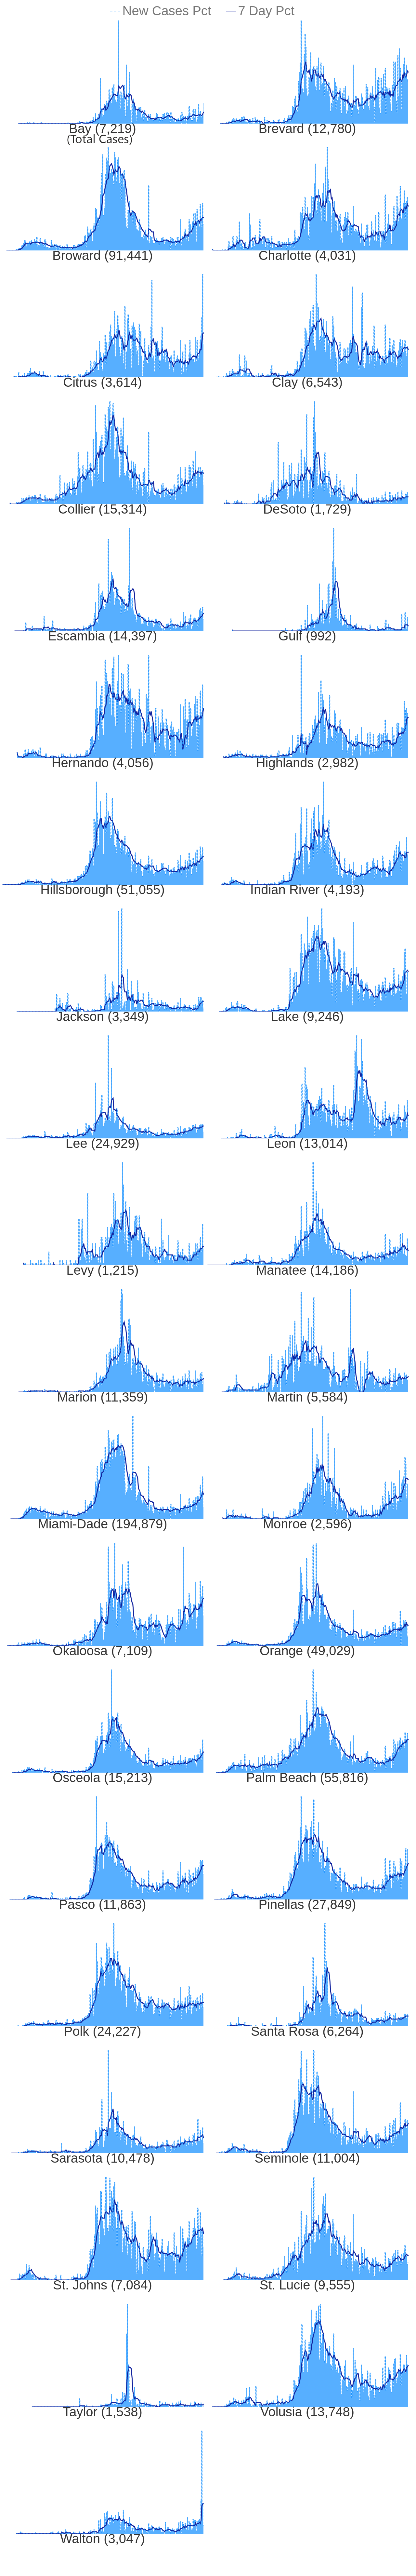 New Cases Pct 7 Day Pct
Bay (7,219) Brevard (12,780)
(Total Cases)
Broward (91,441) Charlotte (4,031)
Citrus (3,614) Clay (6,543)
Collier (15,314) DeSoto (1,729)
Escambia (14,397) Gulf (992)
Hernando (4,056) Highlands (2,982)
Hillsborough (51,055) Indian River (4,193)
Jackson (3,349) Lake (9,246)
Lee (24,929) Leon (13,014)
Levy (1,215) Manatee (14,186)
Marion (11,359) Martin (5,584)
Miami-Dade (194,879) Monroe (2,596)
Okaloosa (7,109) Orange (49,029)
Osceola (15,213) Palm Beach (55,816)
Pasco (11,863) Pinellas (27,849)
Polk (24,227) Santa Rosa (6,264)
Sarasota (10,478) Seminole (11,004)
St. Johns (7,084) St. Lucie (9,555)
Taylor (1,538) Volusia (13,748)
Walton (3,047)